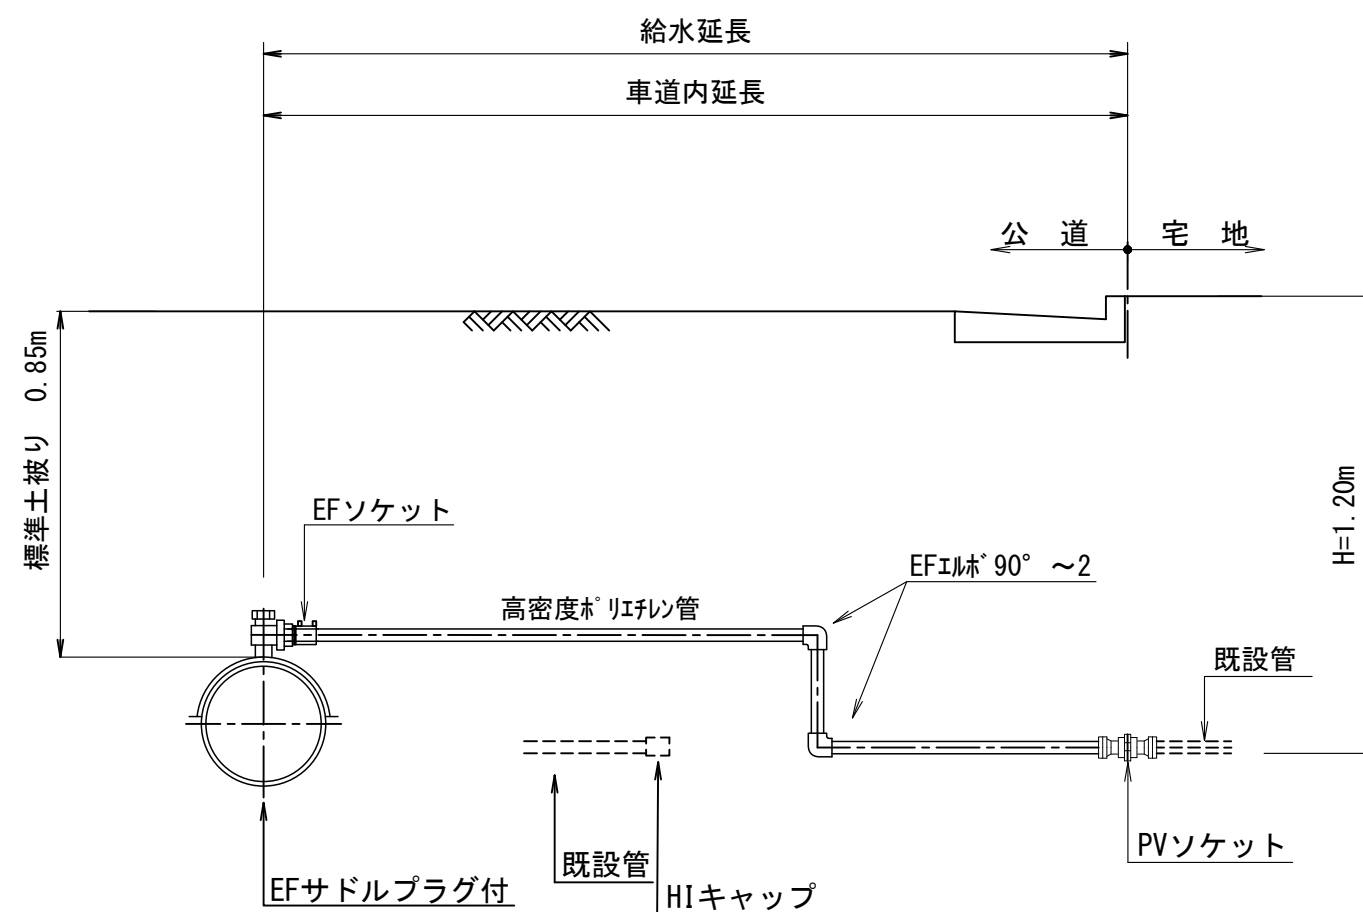 給水延長
車道内延長
公 道 宅 地
標準土被り 0.85m
H=1.20m
EFソケット
EFｴﾙﾎﾞ90° ～2
高密度ﾎﾟﾘｴﾁﾚﾝ管
既設管
PVソケット
既設管
EFサドルプラグ付
HIキャップ